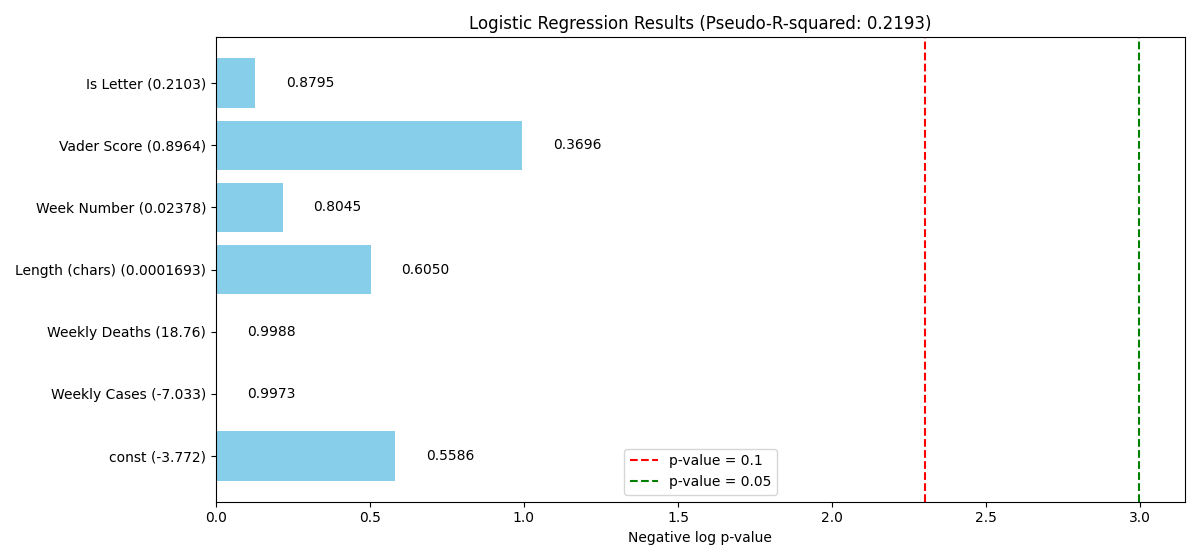 Logistic Regression Results (Pseudo-R-squared: 0.2193)
Is Letter (0.2103) 0.8795
Vader Score (0.8964) 0.3696
Week Number (0.02378) 0.8045
Length (chars) (0.0001693) 0.6050
Weekly Deaths (18.76) 0.9988
Weekly Cases (-7.033) 0.9973
const (-3.772) 0.5586
p-value = 0.1
p-value = 0.05
0.0 0.5 1.0 1.5 2.0 2.5 3.0
Negative log p-value